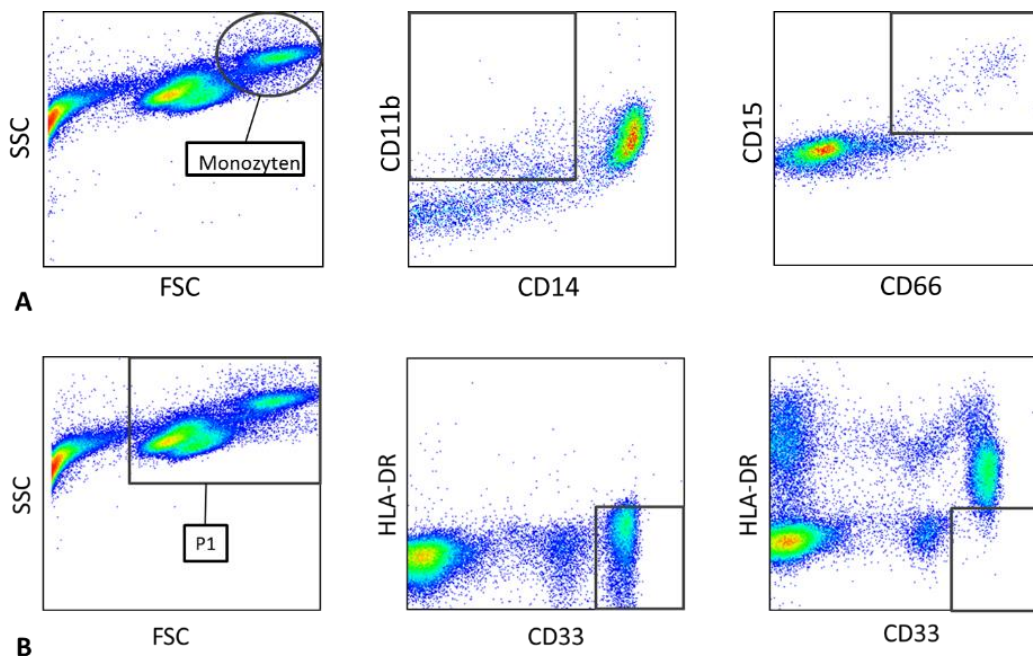 SSC
Monozyten
FSC
A
CD11b
CD14
CD15
CD66
SSC
P1
FSC
B
HLA-DR
CD33
HLA-DR
CD33